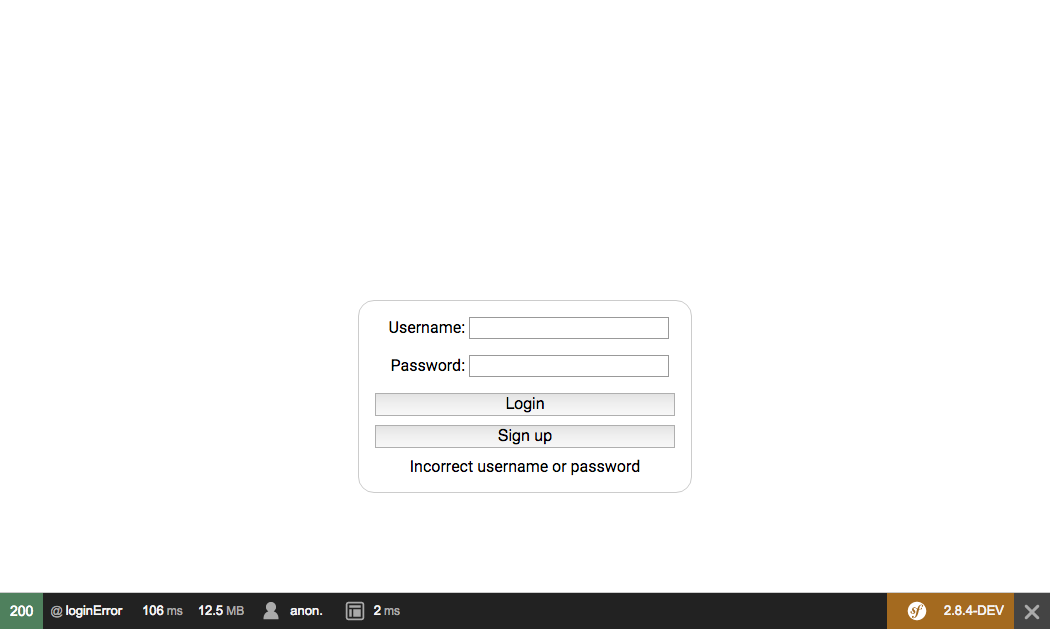 Username:
Password:
Login
Sign up
Incorrect username or password
200 @ loginError 106 ms 12.5 MB anon. 2 ms sf 2.8.4-DEV